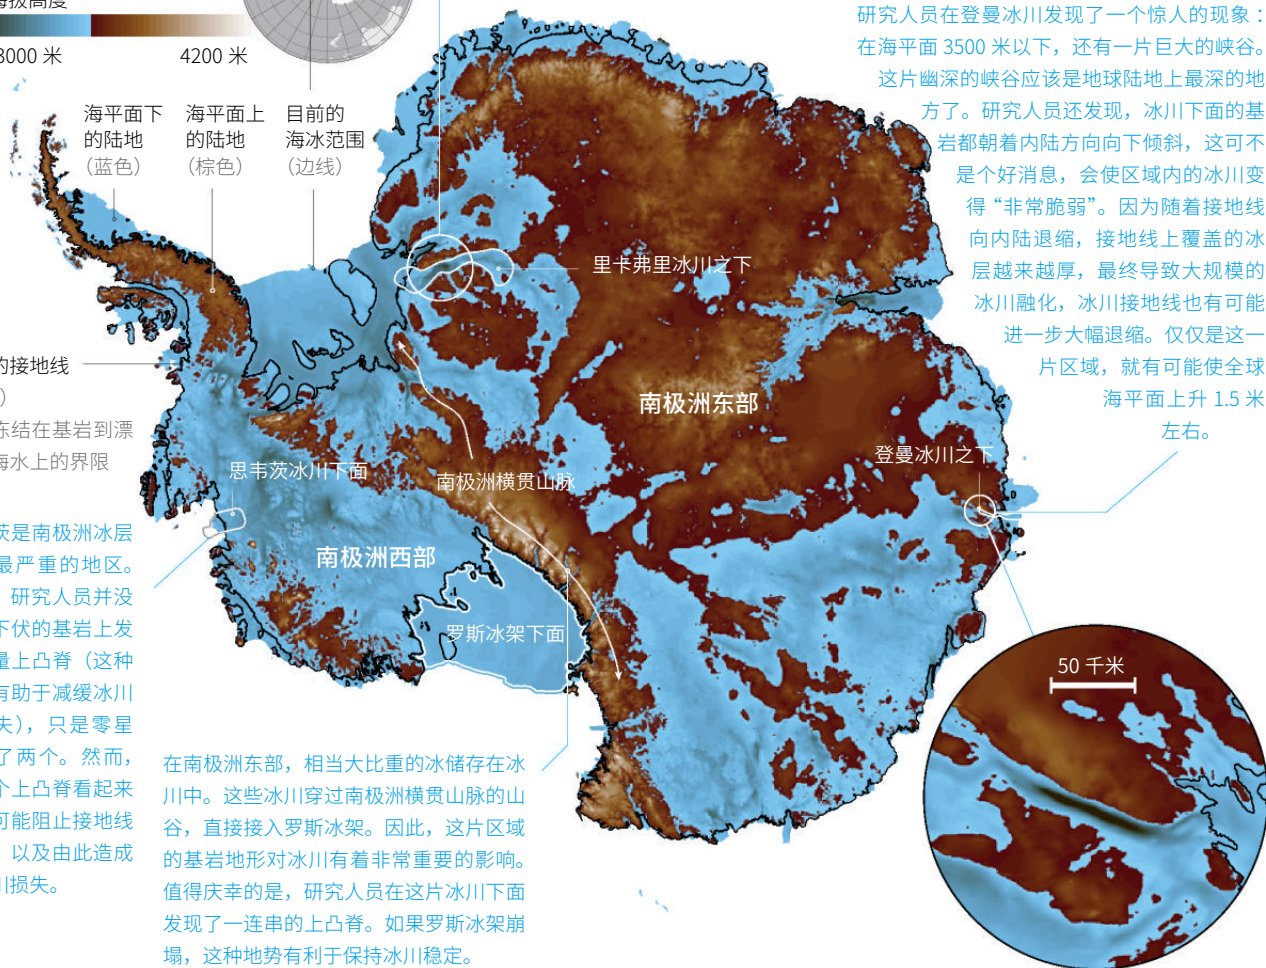 海拔高度
3000 米
4200 米
海平面下
的陆地
（蓝色）
海平面上
的陆地
（棕色）
目前的
海冰范围
（边线）
研究人员在登曼冰川发现了一个惊人的现象：
在海平面 3500 米以下，还有一片巨大的峡谷。
这片幽深的峡谷应该是地球陆地上最深的地
方了。研究人员还发现，冰川下面的基
岩都朝着内陆方向向下倾斜，这可不
是个好消息，会使区域内的冰川变
得 “非常脆弱”。因为随着接地线
向内陆退缩，接地线上覆盖的冰
层越来越厚，最终导致大规模的
冰川融化，冰川接地线也有可能
进一步大幅退缩。仅仅是这一
片区域，就有可能使全球
海平面上升 1.5 米
左右。
里卡弗里冰川之下
的接地线
）
冻结在基岩到漂
海水上的界限
南极洲东部
登曼冰川之下
思韦茨冰川下面
南极洲横贯山脉
南极洲西部
罗斯冰架下面
茨是南极洲冰层
最严重的地区。
研究人员并没
下伏的基岩上发
量上凸脊（这种
有助于减缓冰川
失），只是零星
了两个。然而，
个上凸脊看起来
可能阻止接地线
以及由此造成
川损失。
50 千米
在南极洲东部，相当大比重的冰储存在冰
川中。这些冰川穿过南极洲横贯山脉的山
谷，直接接入罗斯冰架。因此，这片区域
的基岩地形对冰川有着非常重要的影响。
值得庆幸的是，研究人员在这片冰川下面
发现了一连串的上凸脊。如果罗斯冰架崩
塌，这种地势有利于保持冰川稳定。